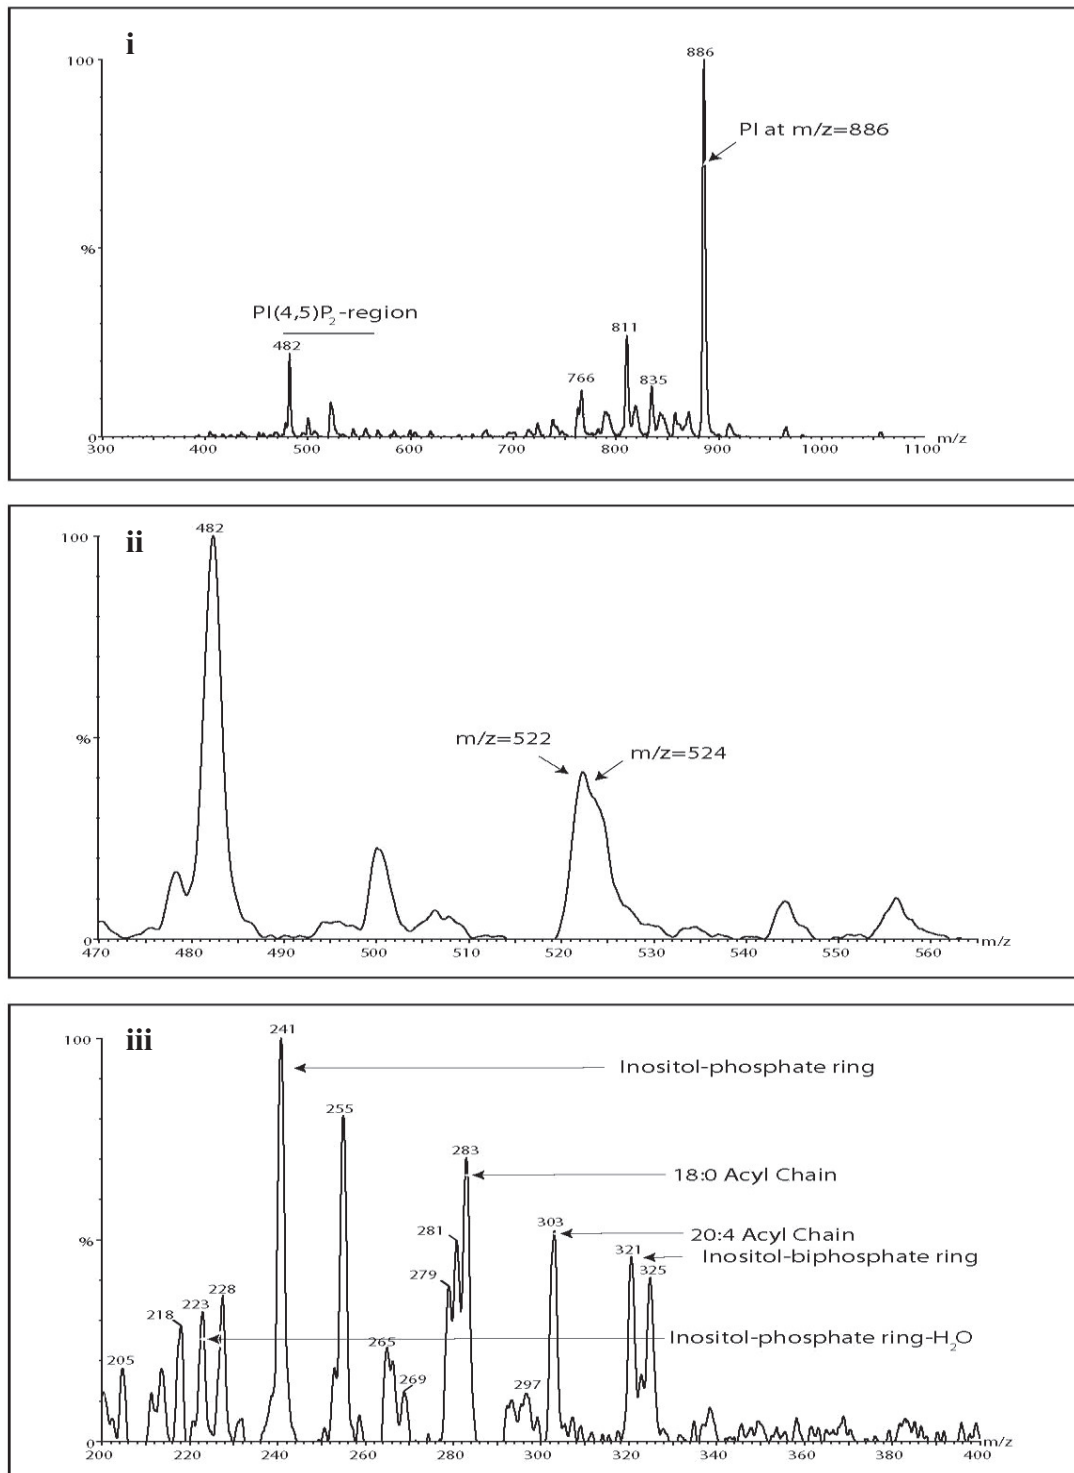 i
100
886
PI at m/z=886
%
PI(4,5)P2-region
482
811
766
835
0
300 400 500 600 700 800 900 1000 1100 m/z
ii
482
100
m/z=522
m/z=524
%
0
470 480 490 500 510 520 530 540 550 560 m/z
iii
241
100
Inositol-phosphate ring
255
283
18:0 Acyl Chain
303
20:4 Acyl Chain
281
%
321
Inositol-biphosphate ring
325
279
228
223
218
Inositol-phosphate ring-H2O
265
205
269
297
0
200 220 240 260 280 300 320 340 360 380 400 m/z